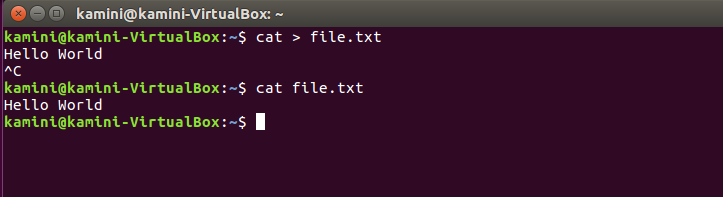 kamini@kamini-VirtualBox: ~
kamini@kamini-VirtualBox:~$ cat > file.txt
Hello World
^C
kamini@kamini-VirtualBox:~$ cat file.txt
Hello World
kamini@kamini-VirtualBox:~$